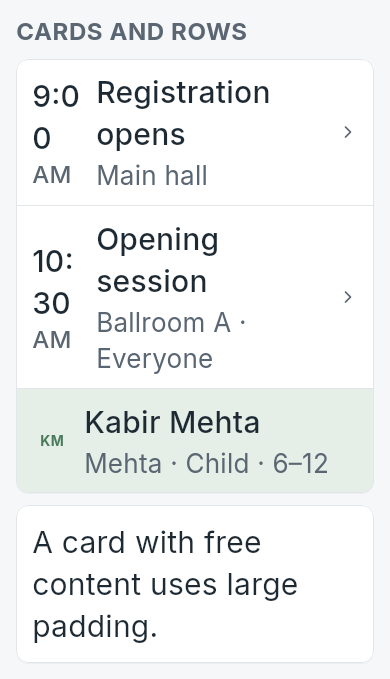 CARDS AND ROWS
9:0
0
AM
Registration
opens
Main hall
10:
30
AM
Opening
session
Ballroom A ·
Everyone
KM
Kabir Mehta
Mehta · Child · 6–12
A card with free
content uses large
padding.